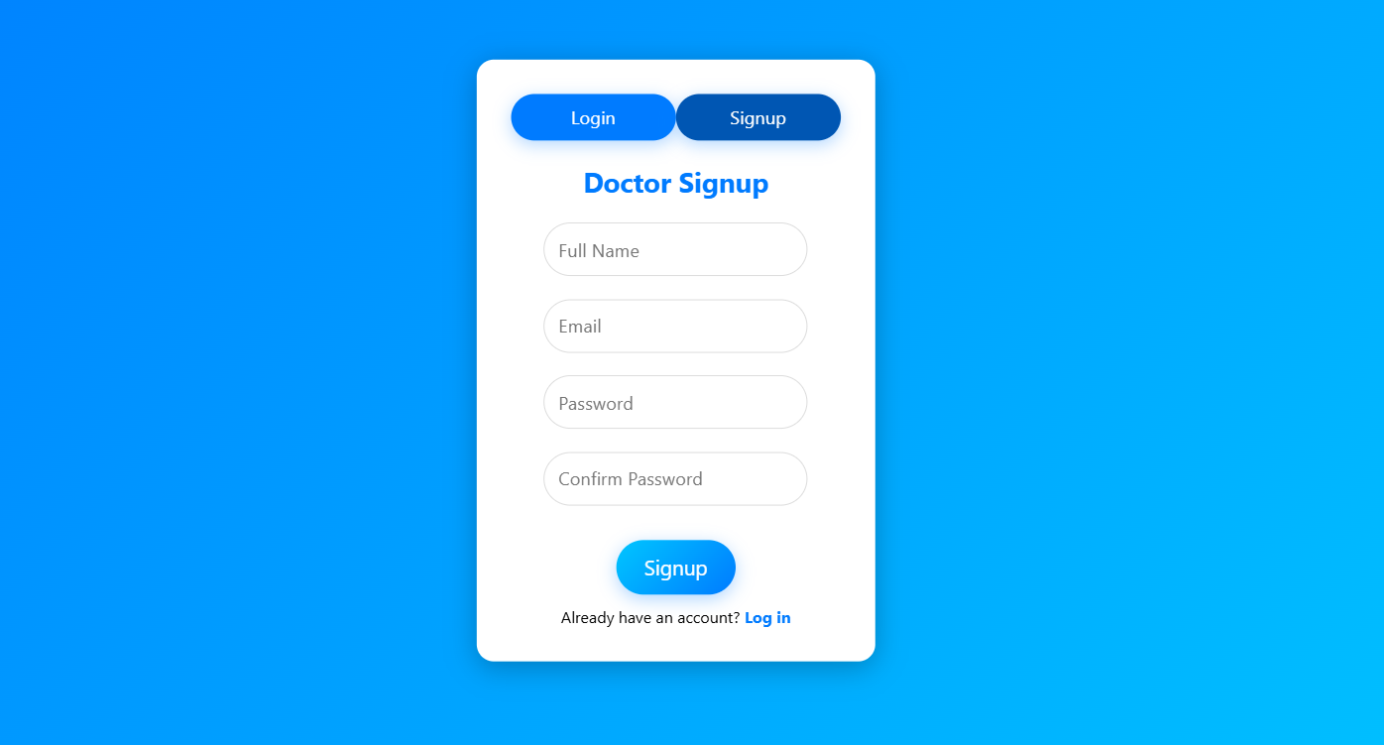 Login Signup
Doctor Signup
Full Name
Email
Password
Confirm Password
Signup
Already have an account? Log in